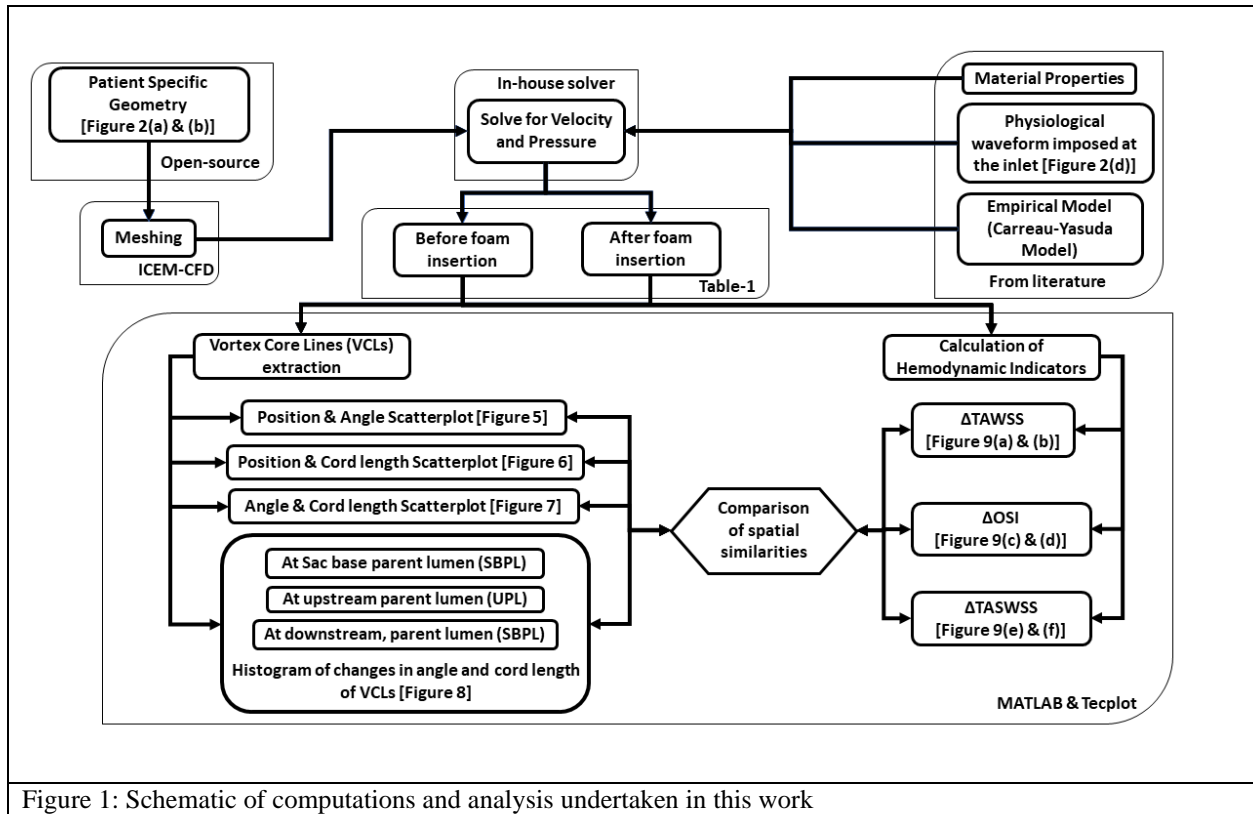 Patient Specific
Geometry
[Figure 2(a) & (b)]
Open-source
Meshing
ICEM-CFD
In-house solver
Solve for Velocity
and Pressure
Before foam
insertion
After foam
insertion
Table-1
Material Properties
Physiological
waveform imposed
at the inlet [Figure 2(d)]
Empirical Model
(Carreau-Yasuda
Model)
From literature
Vortex Core Lines (VCLs)
extraction
Position & Angle Scatterplot [Figure 5]
Position & Cord length Scatterplot [Figure 6]
Angle & Cord length Scatterplot [Figure 7]
At Sac base parent lumen (SBPL)
At upstream parent lumen (UPL)
At downstream, parent lumen (SBPL)
Histogram of changes in angle and cord length
of VCLs [Figure 8]
Comparison
of spatial
similarities
Calculation of
Hemodynamic Indicators
ΔTAWSS
[Figure 9(a) & (b)]
ΔOSI
[Figure 9(c) & (d)]
ΔTASWSS
[Figure 9(e) & (f)]
MATLAB & Tecplot
Figure 1: Schematic of computations and analysis undertaken in this work